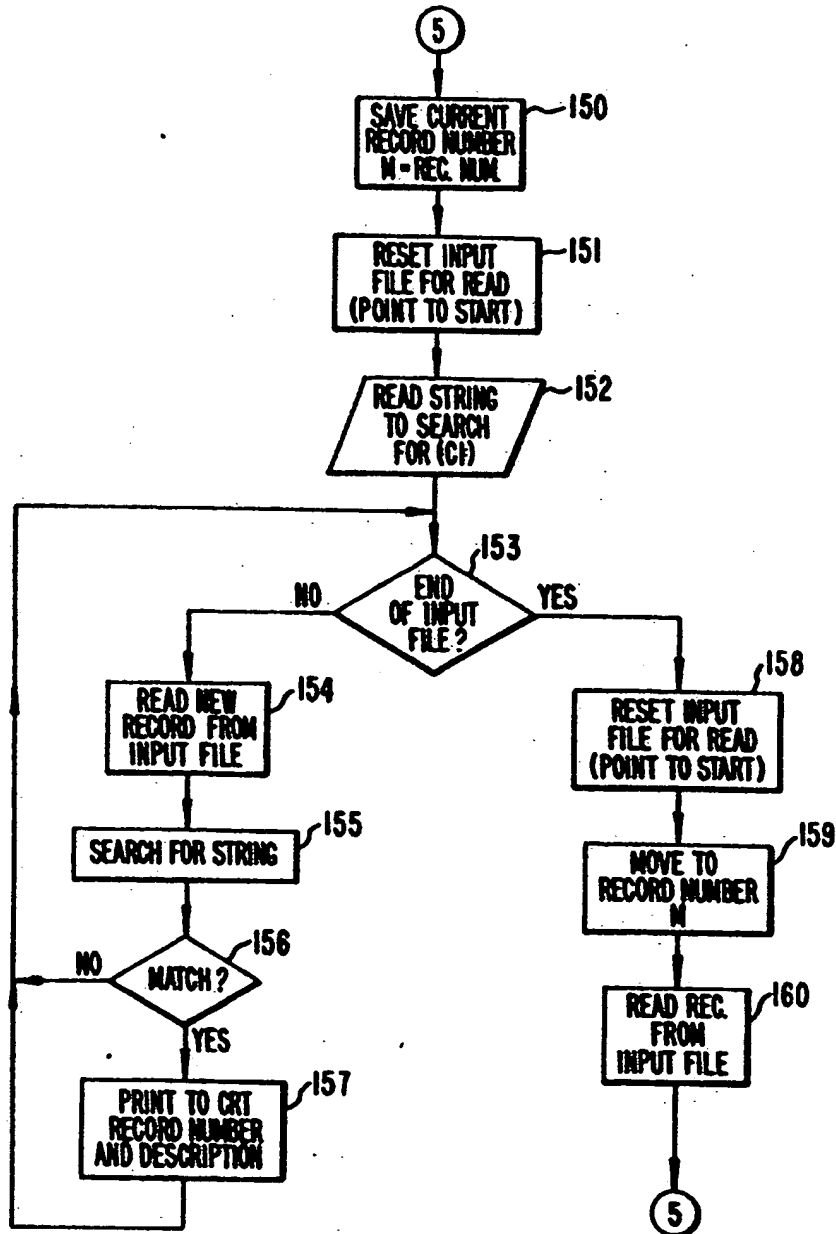 5
SAVE CURRENT
RECORD NUMBER
M = REC. NUM.
150
RESET INPUT
FILE FOR READ
(POINT TO START)
151
READ STRING
TO SEARCH
FOR (C1)
152
END
OF INPUT
FILE ?
153
NO
YES
READ NEW
RECORD FROM
INPUT FILE
154
SEARCH FOR STRING
155
MATCH ?
156
NO
YES
PRINT TO CRT
RECORD NUMBER
AND DESCRIPTION
157
RESET INPUT
FILE FOR READ
(POINT TO START)
158
MOVE TO
RECORD NUMBER
M
159
READ REC.
FROM
INPUT FILE
160
5